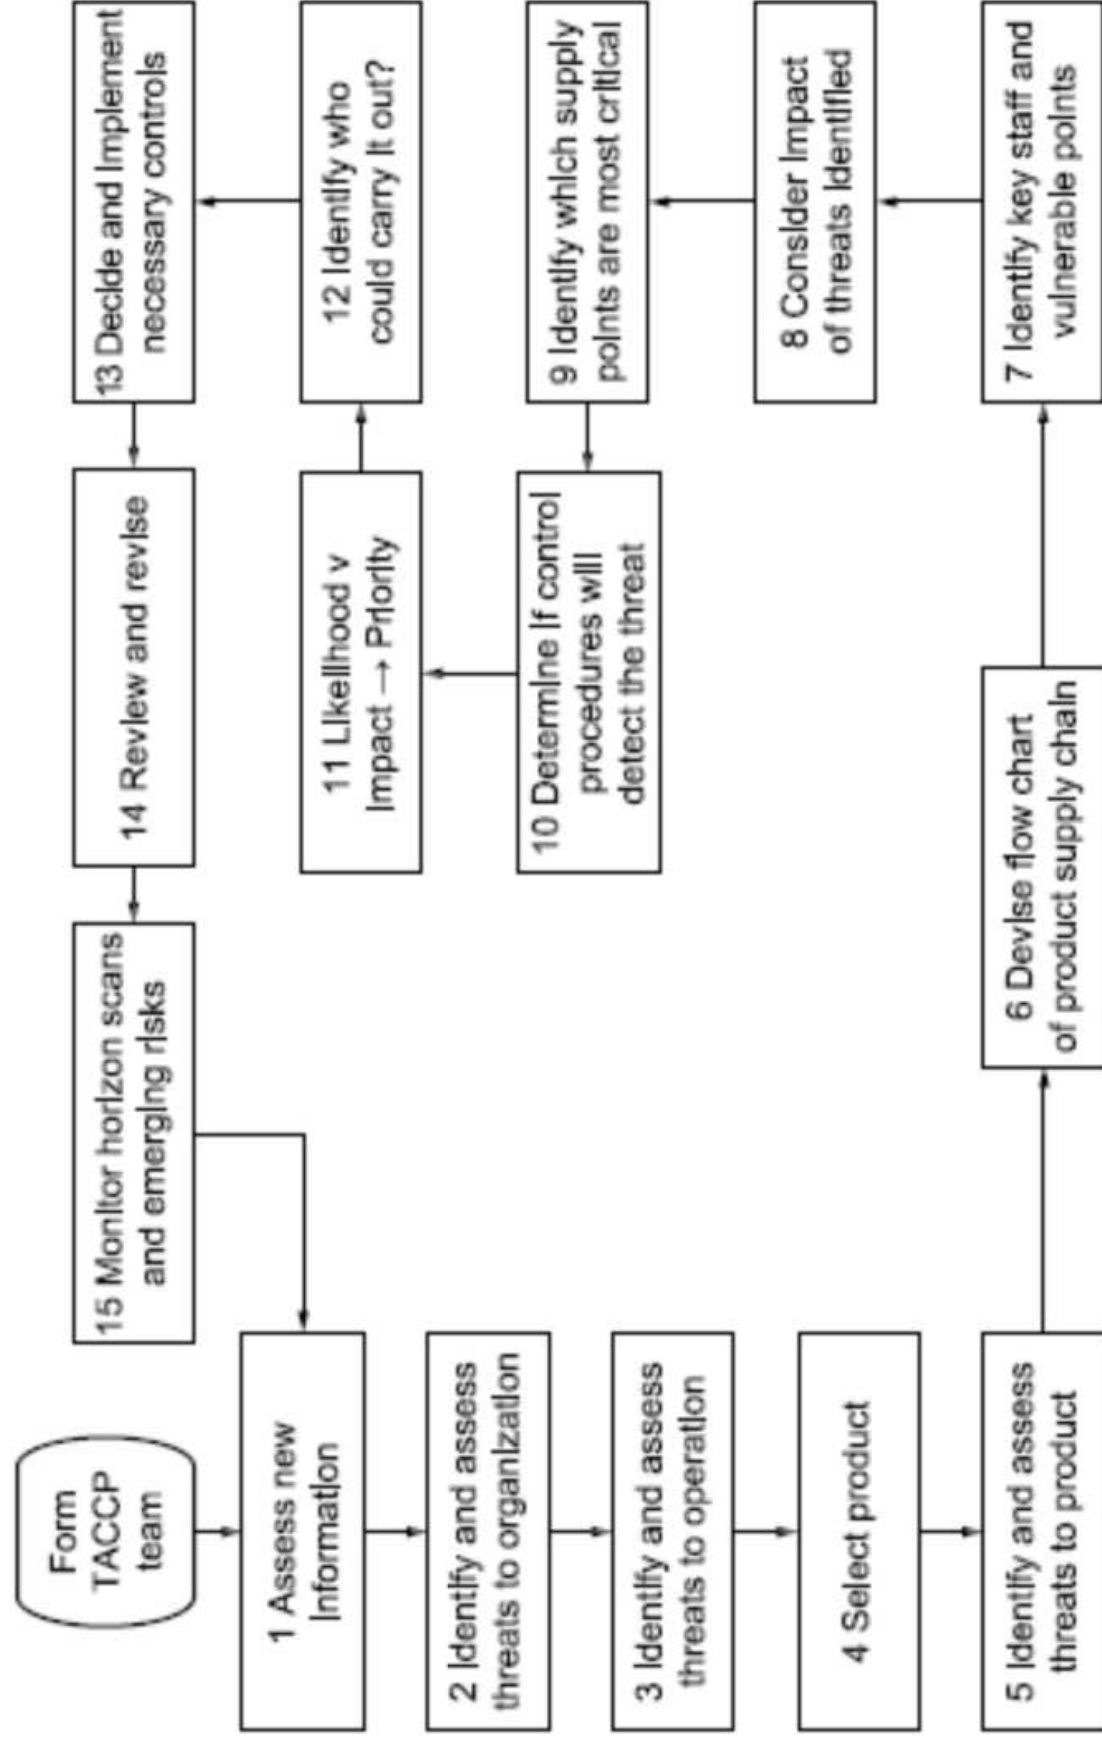 Form
TACCP
team
1 Assess new
Information
2 Identify and assess
threats to organization
3 Identify and assess
threats to operation
4 Select product
5 Identify and assess
threats to product
6 Devise flow chart
of product supply chain
7 Identify key staff and
vulnerable points
8 Consider Impact
of threats Identified
9 Identify which supply
points are most critical
10 Determine If control
procedures will
detect the threat
11 Likelihood v
Impact → Priority
12 Identify who
could carry It out?
13 Decide and Implement
necessary controls
14 Review and revise
15 Monitor horizon scans
and emerging risks